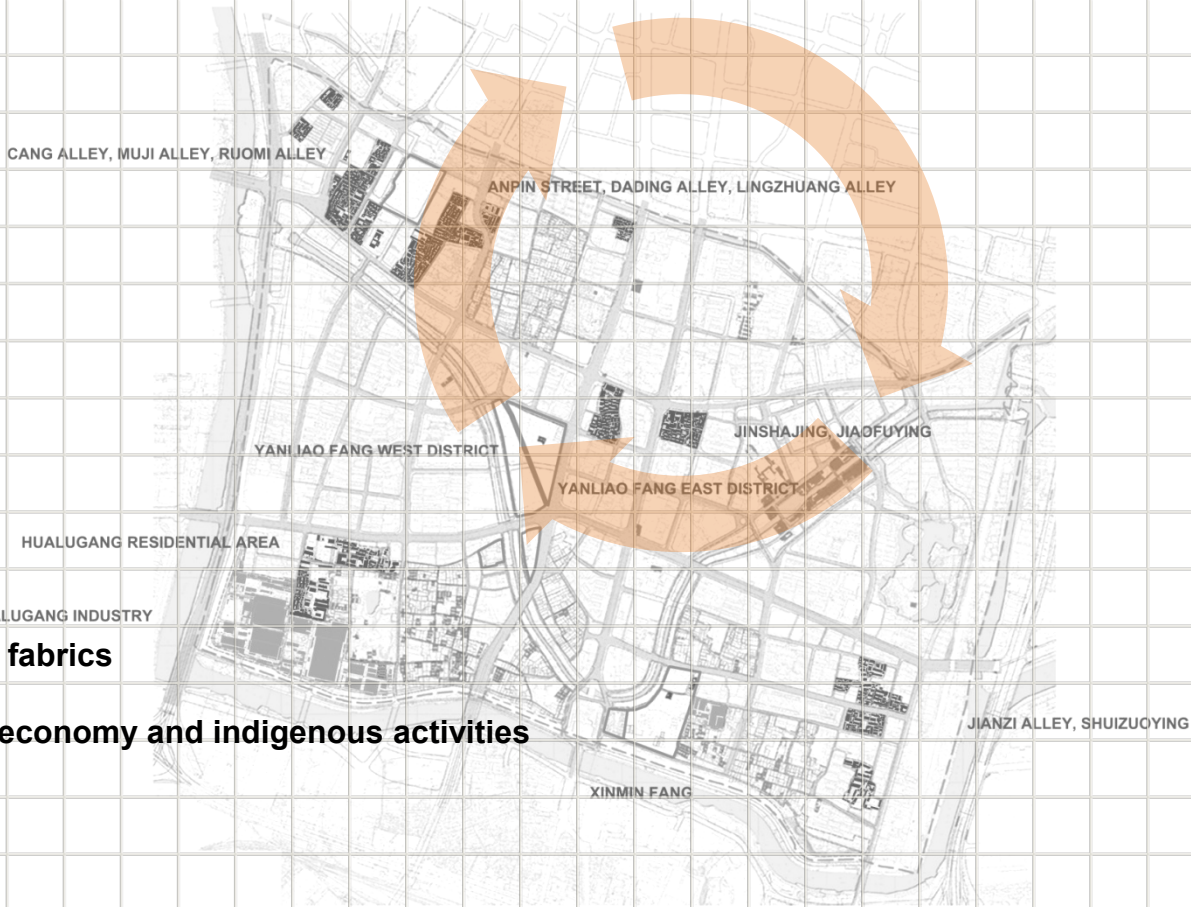 CANG ALLEY, MUJI ALLEY, RUOMI ALLEY
ANPIN STREET, DADING ALLEY, LINGZHUANG ALLEY
JINSHAJING, JIAOFUYING
YANLIAO FANG WEST DISTRICT
YANLIAO FANG EAST DISTRICT
HUALUGANG RESIDENTIAL AREA
LUGANG INDUSTRY
fabrics
JIANZI ALLEY, SHUIZUOYING
economy and indigenous activities
XINMIN FANG